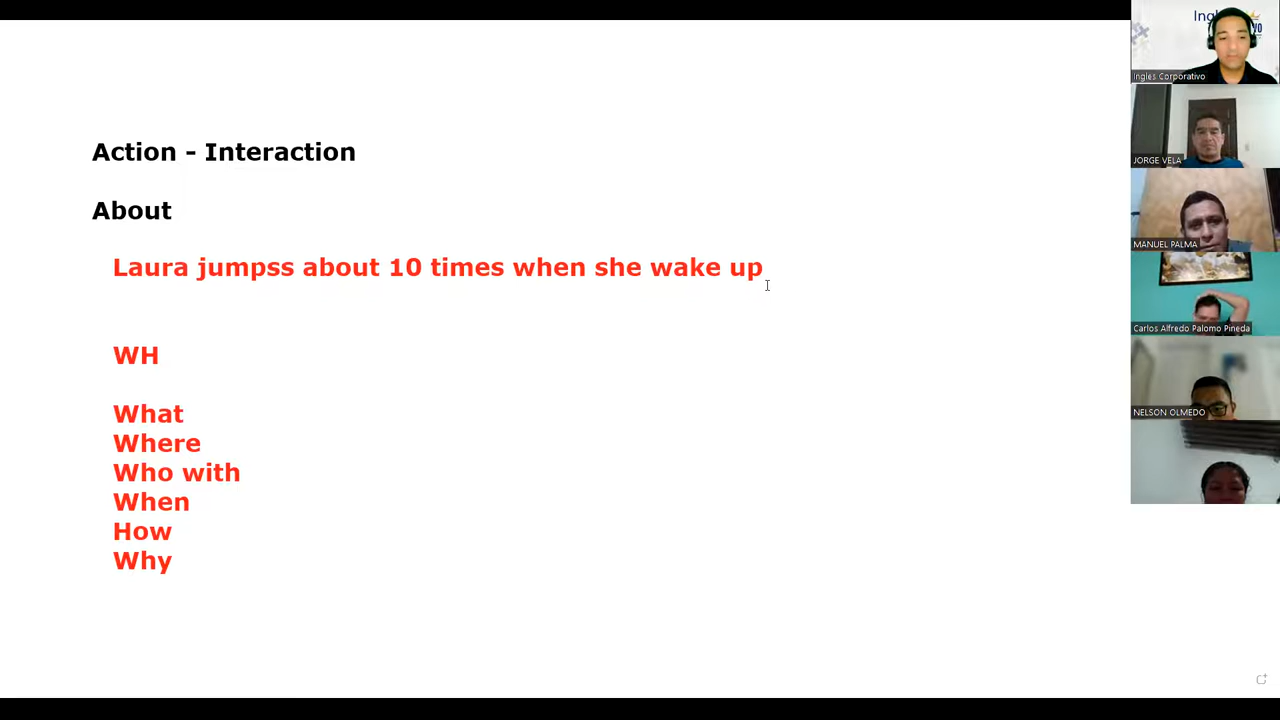 Action - Interaction
About
Laura jumpss about 10 times when she wake up
WH
What
Where
Who with
When
How
Why
Ingles Corporativo
JORGE VELA
MANUEL PALMA
Carlos Alfredo Palomo Pineda
NELSON OLMEDO